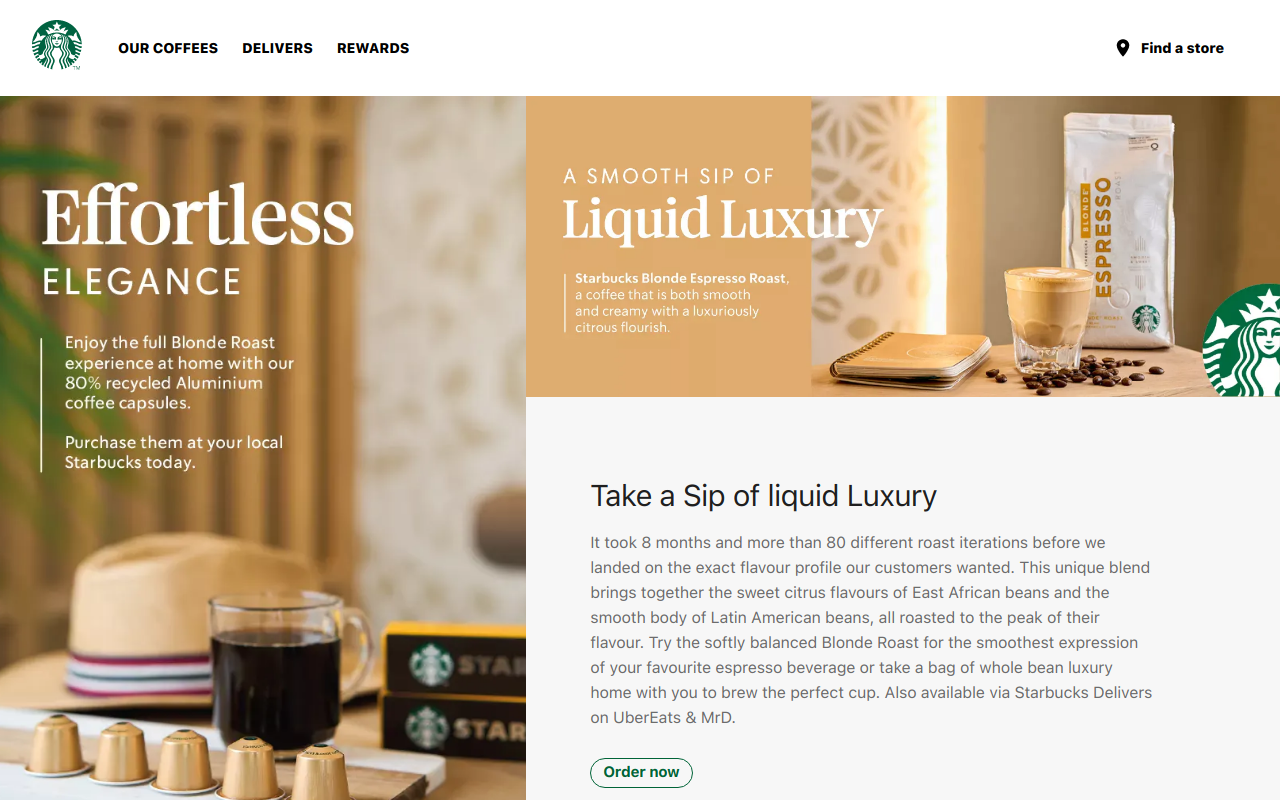 OUR COFFEES
DELIVERS
REWARDS
Find a store
Effortless
ELEGANCE
Enjoy the full Blonde Roast
experience at home with our
80% recycled Aluminium
coffee capsules.
Purchase them at your local
Starbucks today.
STAR
STAR
A SMOOTH SIP OF
Liquid Luxury
Starbucks Blonde Espresso Roast,
a coffee that is both smooth
and creamy with a luxuriously
citrous flourish.
BLONDE
ESPRESSO
ROAST
Take a Sip of liquid Luxury
It took 8 months and more than 80 different roast iterations before we
landed on the exact flavour profile our customers wanted. This unique blend
brings together the sweet citrus flavours of East African beans and the
smooth body of Latin American beans, all roasted to the peak of their
flavour. Try the softly balanced Blonde Roast for the smoothest expression
of your favourite espresso beverage or take a bag of whole bean luxury
home with you to brew the perfect cup. Also available via Starbucks Delivers
on UberEats & MrD.
Order now